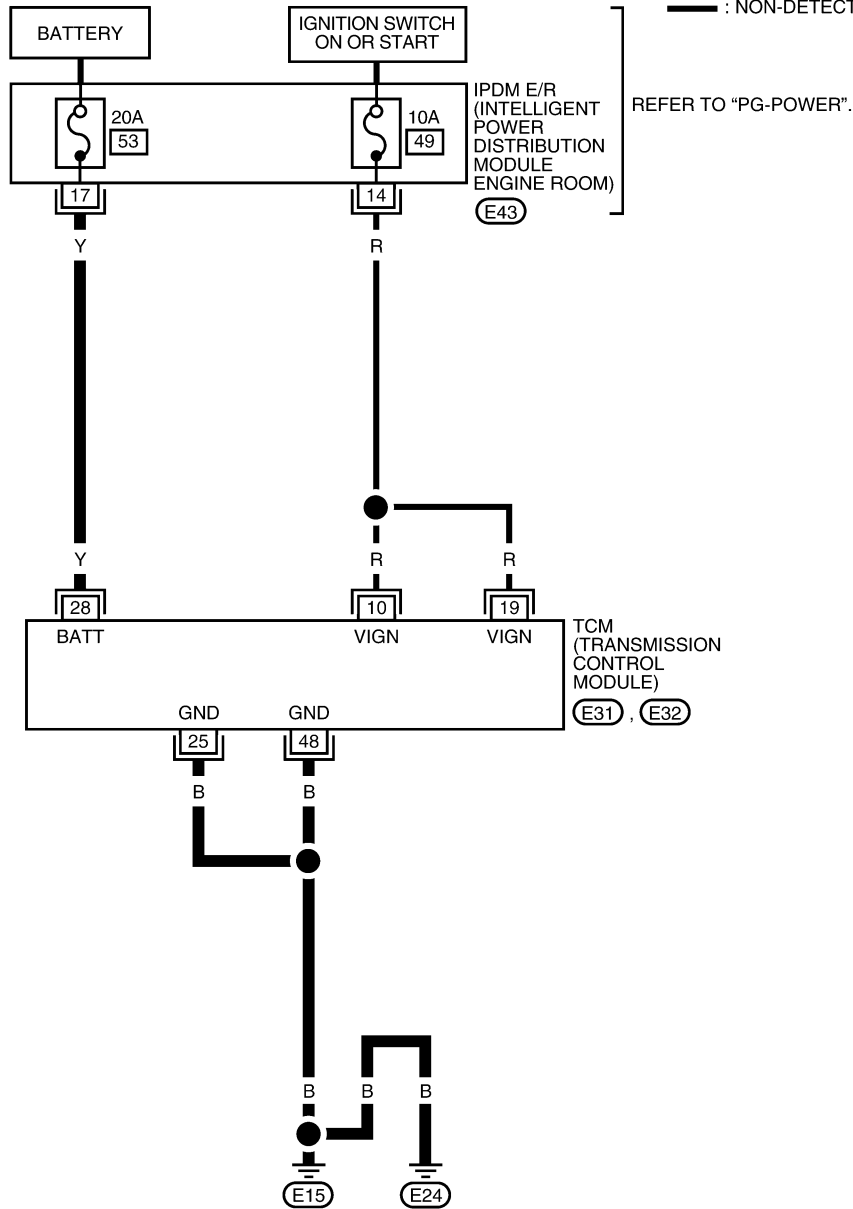 : NON-DETECT
BATTERY
IGNITION SWITCH
ON OR START
20A
53
10A
49
IPDM E/R
(INTELLIGENT
POWER
DISTRIBUTION
MODULE
ENGINE ROOM)
E43
REFER TO “PG-POWER”.
17
14
Y
R
Y
R
R
28
10
19
BATT
VIGN
VIGN
TCM
(TRANSMISSION
CONTROL
MODULE)
E31 , E32
GND
GND
25
48
B
B
B
B
B
E15
E24